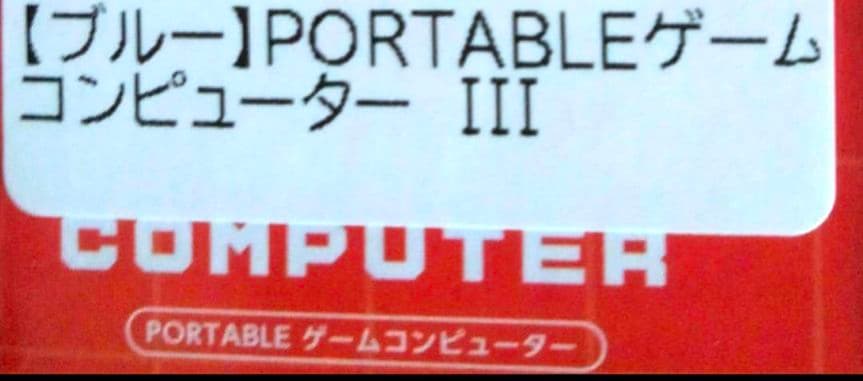 【ブルー】PORTABLEゲーム
コンピューター III
COMPUTER
PORTABLE ゲームコンピューター